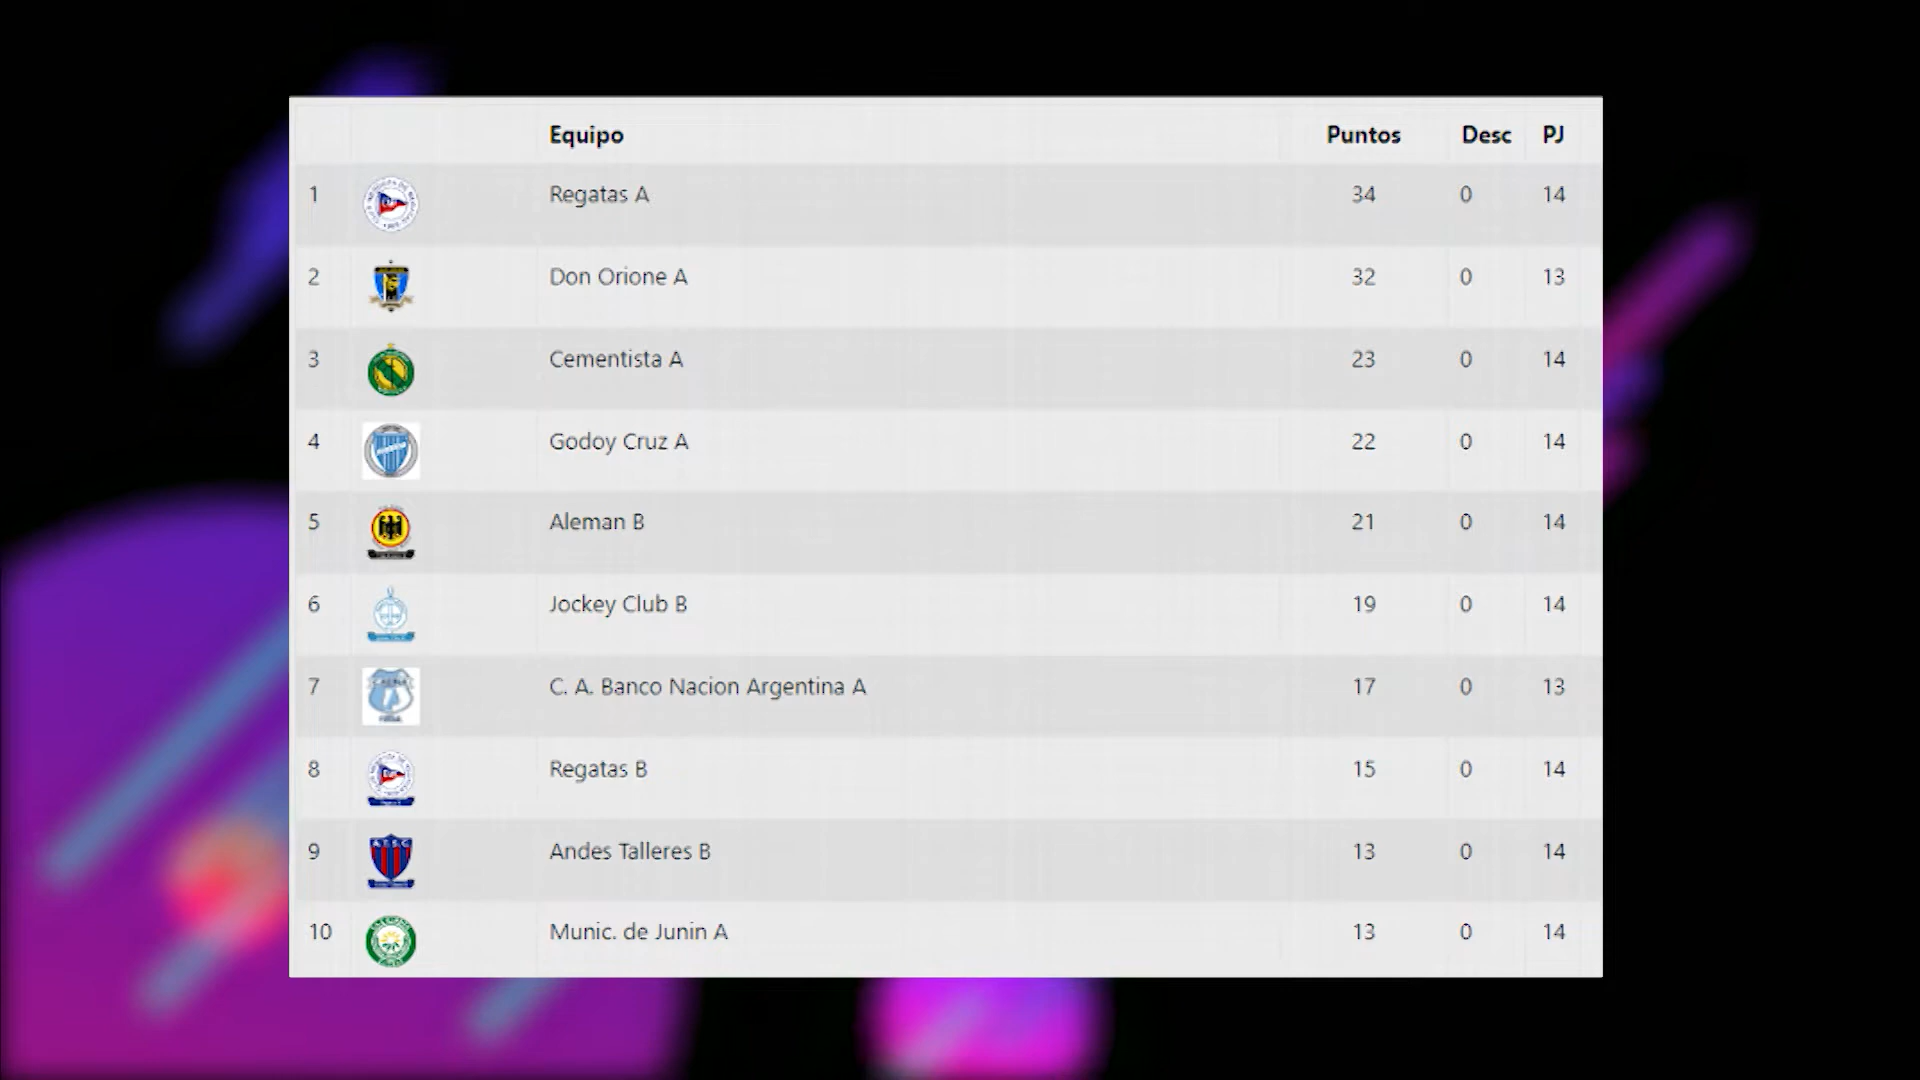 Equipo Puntos Desc PJ
1 Regatas A 34 0 14
2 Don Orione A 32 0 13
3 Cementista A 23 0 14
4 Godoy Cruz A 22 0 14
5 Aleman B 21 0 14
6 Jockey Club B 19 0 14
7 C. A. Banco Nacion Argentina A 17 0 13
8 Regatas B 15 0 14
9 Andes Talleres B 13 0 14
10 Munic. de Junin A 13 0 14